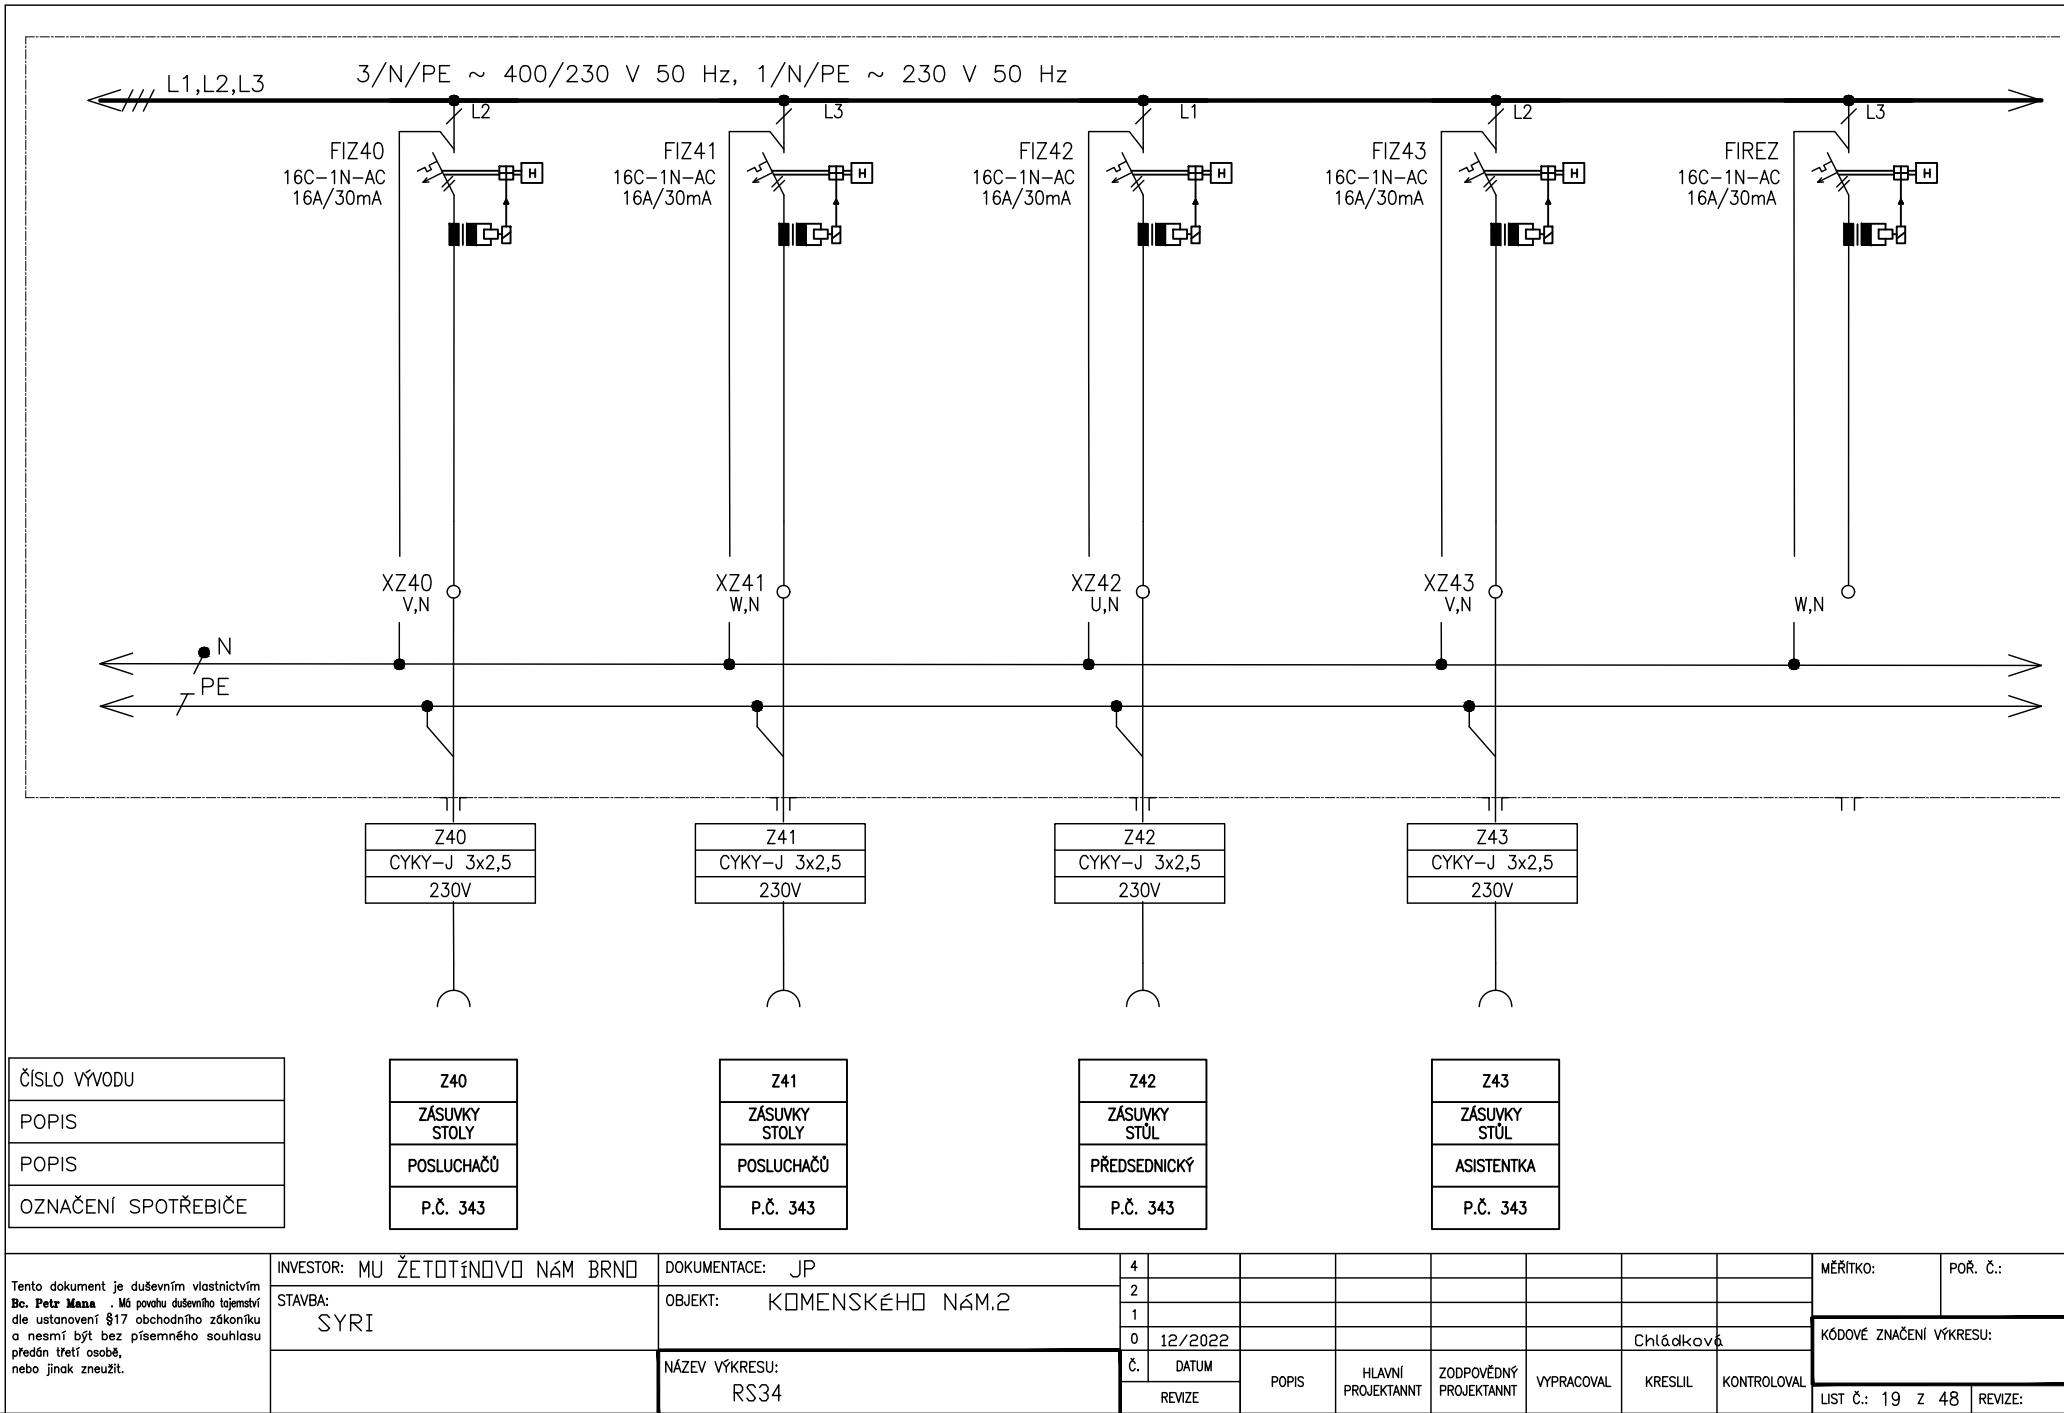 L1,L2,L3
3/N/PE ~ 400/230 V 50 Hz, 1/N/PE ~ 230 V 50 Hz
L2
L3
L1
L2
L3
FIZ40
16C-1N-AC
16A/30mA
H
FIZ41
16C-1N-AC
16A/30mA
H
FIZ42
16C-1N-AC
16A/30mA
H
FIZ43
16C-1N-AC
16A/30mA
H
FIREZ
16C-1N-AC
16A/30mA
H
XZ40
V,N
XZ41
W,N
XZ42
U,N
XZ43
V,N
W,N
N
PE
Z40
CYKY-J 3x2,5
230V
Z41
CYKY-J 3x2,5
230V
Z42
CYKY-J 3x2,5
230V
Z43
CYKY-J 3x2,5
230V
ČÍSLO VÝVODU
POPIS
POPIS
OZNAČENÍ SPOTŘEBIČE
Z40
ZÁSUVKY
STOLY
POSLUCHAČŮ
P.Č. 343
Z41
ZÁSUVKY
STOLY
POSLUCHAČŮ
P.Č. 343
Z42
ZÁSUVKY
STŮL
PŘEDSEDNICKÝ
P.Č. 343
Z43
ZÁSUVKY
STŮL
ASISTENTKA
P.Č. 343
Tento dokument je duševním vlastnictvím
Bc. Petr Mana . Má povahu duševního tajemství
dle ustanovení §17 obchodního zákoníku
a nesmí být bez písemného souhlasu
předán třetí osobě,
nebo jinak zneužit.
INVESTOR: MU ŽETOTíNOVO NáM BRNO
STAVBA:
SYRI
DOKUMENTACE: JP
OBJEKT: KOMENSKéHO NáM.2
NÁZEV VÝKRESU:
RS34
4
2
1
0 12/2022 Chládková
Č. DATUM
REVIZE
POPIS
HLAVNÍ
PROJEKTANNT
ZODPOVĚDNÝ
PROJEKTANNT
VYPRACOVAL
KRESLIL
KONTROLOVAL
MĚŘÍTKO:
POŘ. Č.:
KÓDOVÉ ZNAČENÍ VÝKRESU:
LIST Č.: 19 Z 48
REVIZE: